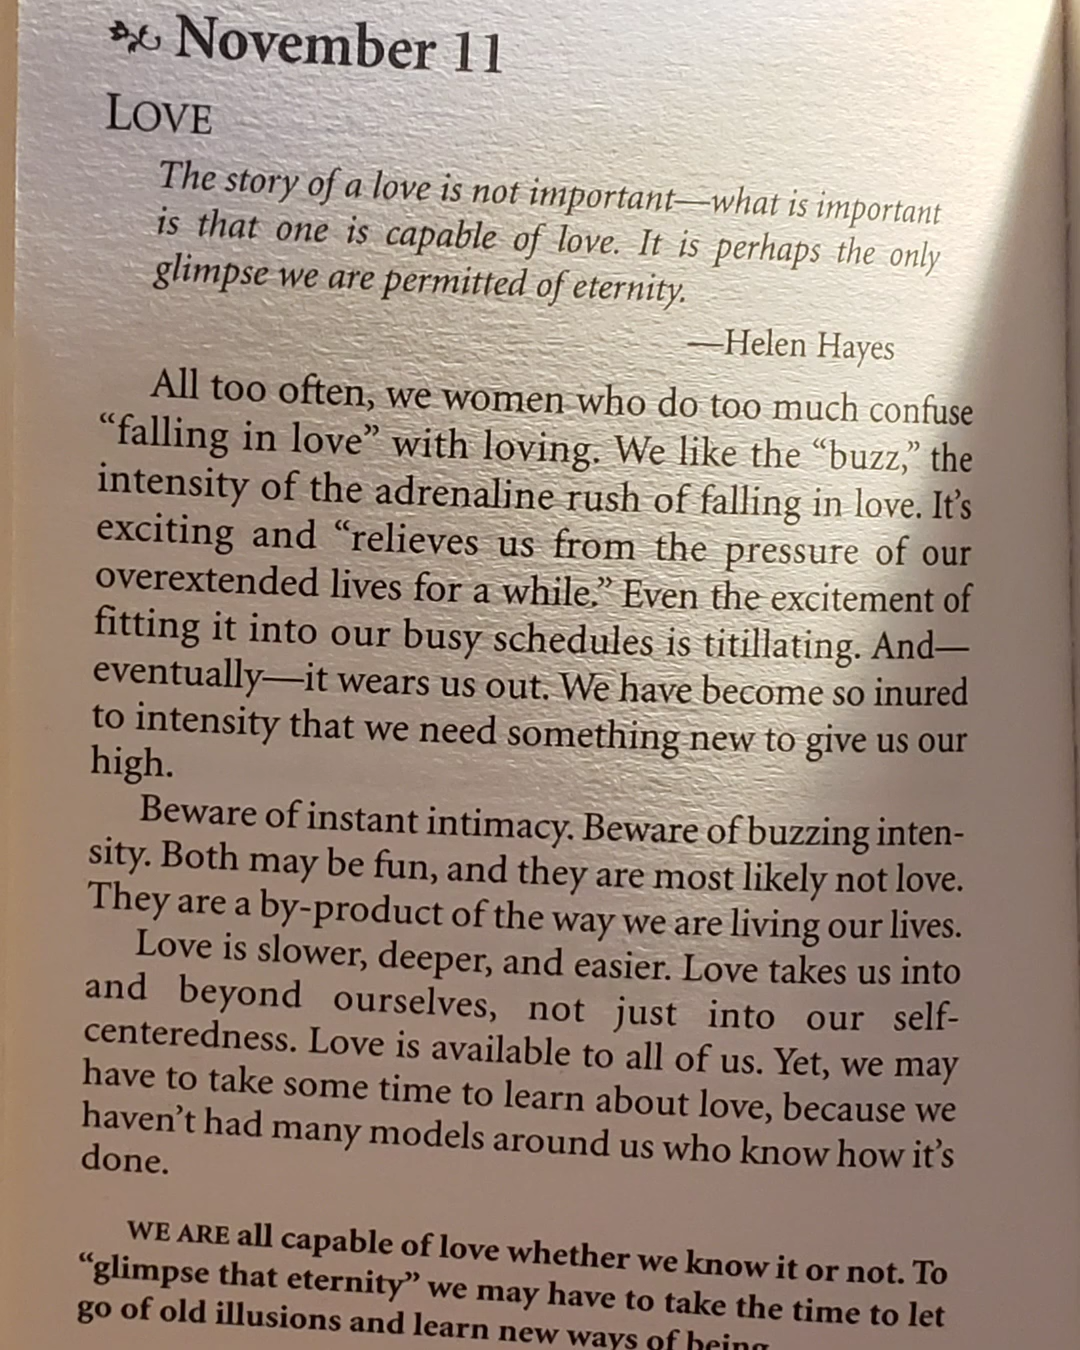 November 11
LOVE
The story of a love is not important—what is important
is that one is capable of love. It is perhaps the only
glimpse we are permitted of eternity.
—Helen Hayes
All too often, we women who do too much confuse
“falling in love” with loving. We like the “buzz,” the
intensity of the adrenaline rush of falling in love. It’s
exciting and “relieves us from the pressure of our
overextended lives for a while.” Even the excitement of
fitting it into our busy schedules is titillating. And—
eventually—it wears us out. We have become so inured
to intensity that we need something new to give us our
high.
Beware of instant intimacy. Beware of buzzing inten-
sity. Both may be fun, and they are most likely not love.
They are a by-product of the way we are living our lives.
Love is slower, deeper, and easier. Love takes us into
and beyond ourselves, not just into our self-
centeredness. Love is available to all of us. Yet, we may
have to take some time to learn about love, because we
haven’t had many models around us who know how it’s
done.
WE ARE all capable of love whether we know it or not. To
“glimpse that eternity” we may have to take the time to let
go of old illusions and learn new ways of being